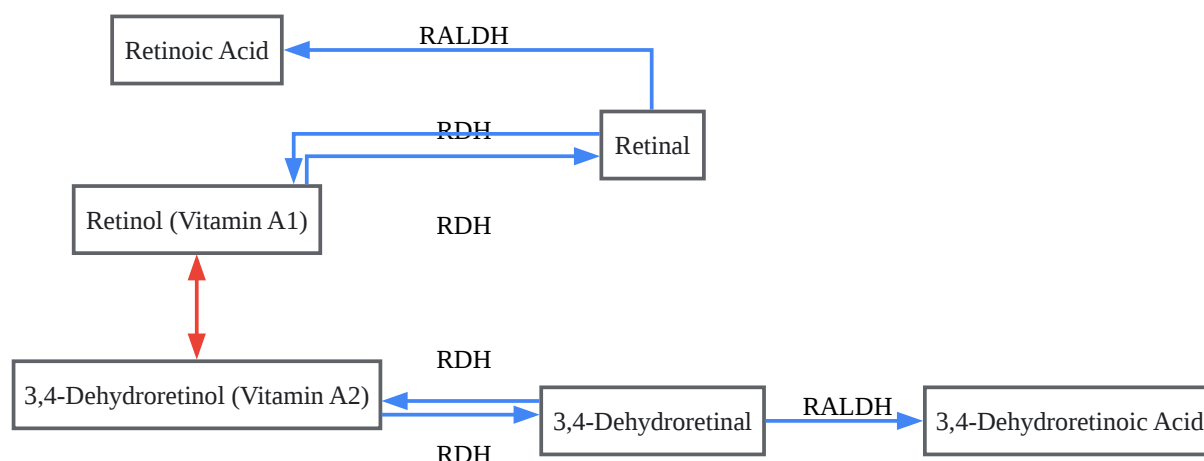 RALDH
Retinoic Acid
RDH
Retinal
Retinol (Vitamin A1)
RDH
RDH
3,4-Dehydroretinol (Vitamin A2)
RALDH
3,4-Dehydroretinal
3,4-Dehydroretinoic Acid
RDH